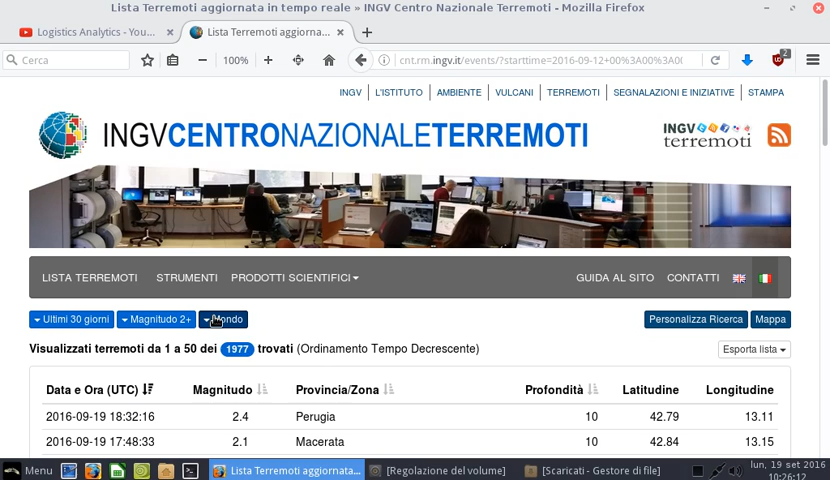 Lista Terremoti aggiornata in tempo reale » INGV Centro Nazionale Terremoti - Mozilla Firefox
Logistics Analytics - You...
Lista Terremoti aggiorna...
Cerca
100%
cnt.rm.ingv.it/events/?starttime=2016-09-12+00%3A00%3A0(
2
INGV
L'ISTITUTO
AMBIENTE
VULCANI
TERREMOTI
SEGNALAZIONI E INIZIATIVE
STAMPA
INGVCENTRONAZIONALETERREMOTI
INGV
terremoti
LISTA TERREMOTI
STRUMENTI
PRODOTTI SCIENTIFICI
GUIDA AL SITO
CONTATTI
Ultimi 30 giorni
Magnitudo 2+
Mondo
Personalizza Ricerca
Mappa
Visualizzati terremoti da 1 a 50 dei 1977 trovati (Ordinamento Tempo Decrescente)
Esporta lista
Data e Ora (UTC) Magnitudo Provincia/Zona Profondità Latitudine Longitudine
2016-09-19 18:32:16 2.4 Perugia 10 42.79 13.11
2016-09-19 17:48:33 2.1 Macerata 10 42.84 13.15
Menu
Lista Terremoti aggiornata...
[Regolazione del volume]
[Scaricati - Gestore di file]
lun, 19 set 2016
10:26:12